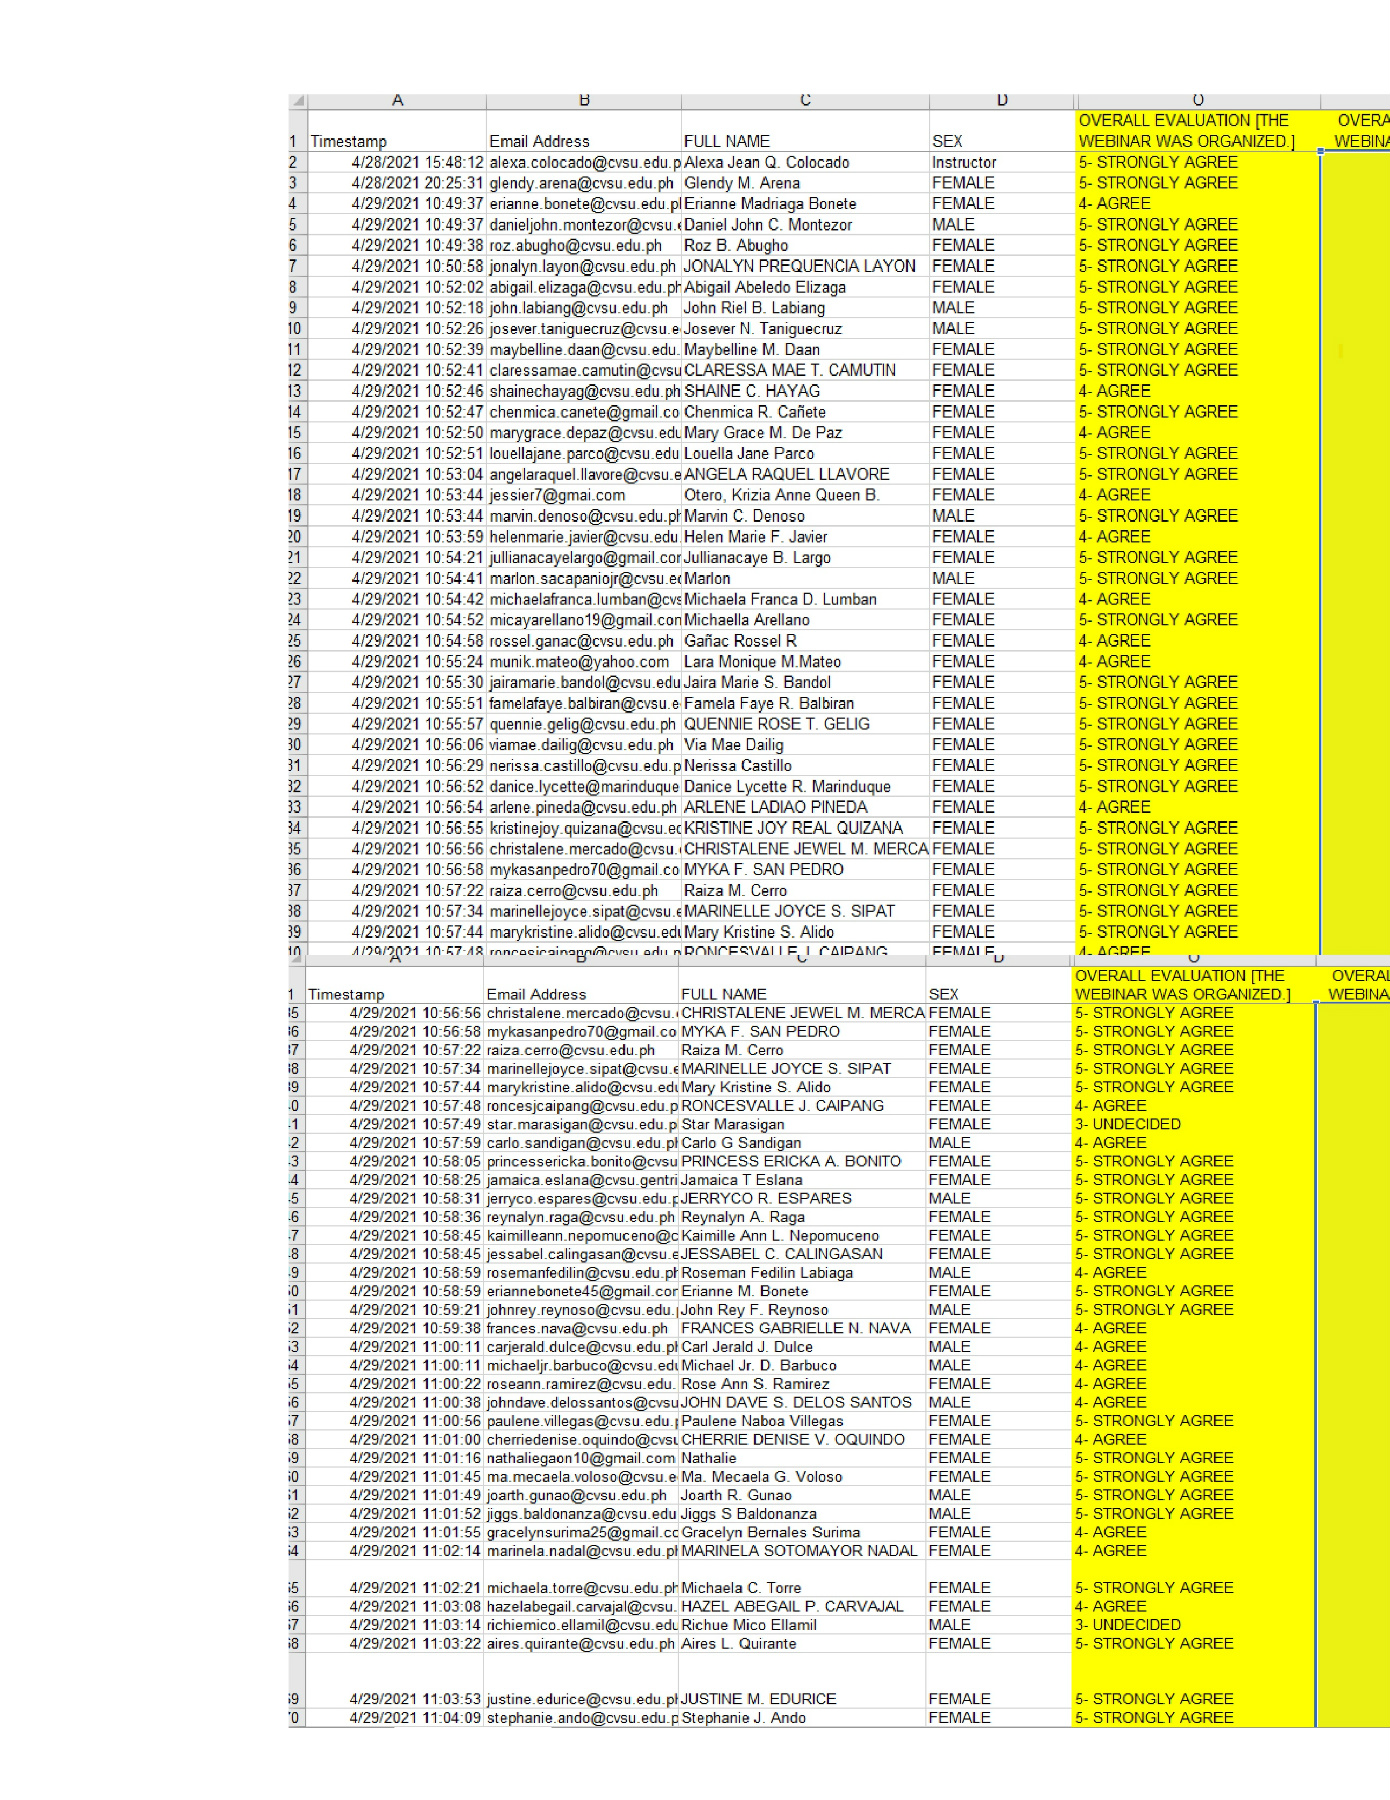 A B C D O
OVERALL EVALUATION [THE OVERA
1 Timestamp Email Address FULL NAME SEX WEBINAR WAS ORGANIZED.] WEBINA
2 4/28/2021 15:48:12 alexa.colocado@cvsu.edu.p Alexa Jean Q. Colocado Instructor 5- STRONGLY AGREE
3 4/28/2021 20:25:31 glendy.arena@cvsu.edu.ph Glendy M. Arena FEMALE 5- STRONGLY AGREE
4 4/29/2021 10:49:37 erianne.bonete@cvsu.edu.pl Erianne Madriaga Bonete FEMALE 4- AGREE
5 4/29/2021 10:49:37 danieljohn.montezor@cvsu. Daniel John C. Montezor MALE 5- STRONGLY AGREE
6 4/29/2021 10:49:38 roz.abugho@cvsu.edu.ph Roz B. Abugho FEMALE 5- STRONGLY AGREE
7 4/29/2021 10:50:58 jonalyn.layon@cvsu.edu.ph JONALYN PREQUENCIA LAYON FEMALE 5- STRONGLY AGREE
8 4/29/2021 10:52:02 abigail.elizaga@cvsu.edu.ph Abigail Abeledo Elizaga FEMALE 5- STRONGLY AGREE
9 4/29/2021 10:52:18 john.labiang@cvsu.edu.ph John Riel B. Labiang MALE 5- STRONGLY AGREE
10 4/29/2021 10:52:26 josever.taniguecruz@cvsu.e Josever N. Taniguecruz MALE 5- STRONGLY AGREE
11 4/29/2021 10:52:39 maybelline.daan@cvsu.edu. Maybelline M. Daan FEMALE 5- STRONGLY AGREE
12 4/29/2021 10:52:41 claressamae.camutin@cvsu CLARESSA MAE T. CAMUTIN FEMALE 5- STRONGLY AGREE
13 4/29/2021 10:52:46 shainechayag@cvsu.edu.ph SHAINE C. HAYAG FEMALE 4- AGREE
14 4/29/2021 10:52:47 chenmica.canete@gmail.co Chenmica R. Cañete FEMALE 5- STRONGLY AGREE
15 4/29/2021 10:52:50 marygrace.depaz@cvsu.edu Mary Grace M. De Paz FEMALE 4- AGREE
16 4/29/2021 10:52:51 louellajane.parco@cvsu.edu Louella Jane Parco FEMALE 5- STRONGLY AGREE
17 4/29/2021 10:53:04 angelaraquel.llavore@cvsu.e ANGELA RAQUEL LLAVORE FEMALE 5- STRONGLY AGREE
18 4/29/2021 10:53:44 jessier7@gmai.com Otero, Krizia Anne Queen B. FEMALE 4- AGREE
19 4/29/2021 10:53:44 marvin.denoso@cvsu.edu.ph Marvin C. Denoso MALE 5- STRONGLY AGREE
20 4/29/2021 10:53:59 helenmarie.javier@cvsu.edu. Helen Marie F. Javier FEMALE 4- AGREE
21 4/29/2021 10:54:21 jullianacayelargo@gmail.cor Jullianacaye B. Largo FEMALE 5- STRONGLY AGREE
22 4/29/2021 10:54:41 marlon.sacapaniojr@cvsu.ec Marlon MALE 5- STRONGLY AGREE
23 4/29/2021 10:54:42 michaelafranca.lumban@cvs Michaela Franca D. Lumban FEMALE 4- AGREE
24 4/29/2021 10:54:52 micayarellano19@gmail.con Michaella Arellano FEMALE 5- STRONGLY AGREE
25 4/29/2021 10:54:58 rossel.ganac@cvsu.edu.ph Gañac Rossel R FEMALE 4- AGREE
26 4/29/2021 10:55:24 munik.mateo@yahoo.com Lara Monique M.Mateo FEMALE 4- AGREE
27 4/29/2021 10:55:30 jairamarie.bandol@cvsu.edu Jaira Marie S. Bandol FEMALE 5- STRONGLY AGREE
28 4/29/2021 10:55:51 famelafaye.balbiran@cvsu.e Famela Faye R. Balbiran FEMALE 5- STRONGLY AGREE
29 4/29/2021 10:55:57 quennie.gelig@cvsu.edu.ph QUENNIE ROSE T. GELIG FEMALE 5- STRONGLY AGREE
30 4/29/2021 10:56:06 viamae.dailig@cvsu.edu.ph Via Mae Dailig FEMALE 5- STRONGLY AGREE
31 4/29/2021 10:56:29 nerissa.castillo@cvsu.edu.p Nerissa Castillo FEMALE 5- STRONGLY AGREE
32 4/29/2021 10:56:52 danice.lycette@marinduque Danice Lycette R. Marinduque FEMALE 5- STRONGLY AGREE
33 4/29/2021 10:56:54 arlene.pineda@cvsu.edu.ph ARLENE LADIAO PINEDA FEMALE 4- AGREE
34 4/29/2021 10:56:55 kristinejoy.quizana@cvsu.ec KRISTINE JOY REAL QUIZANA FEMALE 5- STRONGLY AGREE
35 4/29/2021 10:56:56 christalene.mercado@cvsu. CHRISTALENE JEWEL M. MERCA FEMALE 5- STRONGLY AGREE
36 4/29/2021 10:56:58 mykasanpedro70@gmail.co MYKA F. SAN PEDRO FEMALE 5- STRONGLY AGREE
37 4/29/2021 10:57:22 raiza.cerro@cvsu.edu.ph Raiza M. Cerro FEMALE 5- STRONGLY AGREE
38 4/29/2021 10:57:34 marinellejoyce.sipat@cvsu.e MARINELLE JOYCE S. SIPAT FEMALE 5- STRONGLY AGREE
39 4/29/2021 10:57:44 marykristine.alido@cvsu.edu Mary Kristine S. Alido FEMALE 5- STRONGLY AGREE
40 4/29/2021 10:57:48 roncesjcaipang@cvsu.edu.p RONCESVALLE J. CAIPANG FEMALE 4- AGREE
A B C D O
OVERALL EVALUATION [THE OVERAL
1 Timestamp Email Address FULL NAME SEX WEBINAR WAS ORGANIZED.] WEBINA
35 4/29/2021 10:56:56 christalene.mercado@cvsu. CHRISTALENE JEWEL M. MERCA FEMALE 5- STRONGLY AGREE
36 4/29/2021 10:56:58 mykasanpedro70@gmail.co MYKA F. SAN PEDRO FEMALE 5- STRONGLY AGREE
37 4/29/2021 10:57:22 raiza.cerro@cvsu.edu.ph Raiza M. Cerro FEMALE 5- STRONGLY AGREE
38 4/29/2021 10:57:34 marinellejoyce.sipat@cvsu.e MARINELLE JOYCE S. SIPAT FEMALE 5- STRONGLY AGREE
39 4/29/2021 10:57:44 marykristine.alido@cvsu.edu Mary Kristine S. Alido FEMALE 5- STRONGLY AGREE
40 4/29/2021 10:57:48 roncesjcaipang@cvsu.edu.p RONCESVALLE J. CAIPANG FEMALE 4- AGREE
41 4/29/2021 10:57:49 star.marasigan@cvsu.edu.p Star Marasigan FEMALE 3- UNDECIDED
42 4/29/2021 10:57:59 carlo.sandigan@cvsu.edu.pl Carlo G Sandigan MALE 4- AGREE
43 4/29/2021 10:58:05 princessericka.bonito@cvsu PRINCESS ERICKA A. BONITO FEMALE 5- STRONGLY AGREE
44 4/29/2021 10:58:25 jamaica.eslana@cvsu.gentri Jamaica T Eslana FEMALE 5- STRONGLY AGREE
45 4/29/2021 10:58:31 jerryco.espares@cvsu.edu.p JERRYCO R. ESPARES MALE 5- STRONGLY AGREE
46 4/29/2021 10:58:36 reynalyn.raga@cvsu.edu.ph Reynalyn A. Raga FEMALE 5- STRONGLY AGREE
47 4/29/2021 10:58:45 kaimilleann.nepomuceno@c Kaimille Ann L. Nepomuceno FEMALE 5- STRONGLY AGREE
48 4/29/2021 10:58:45 jessabel.calingasan@cvsu.e JESSABEL C. CALINGASAN FEMALE 5- STRONGLY AGREE
49 4/29/2021 10:58:59 rosemanfedilin@cvsu.edu.pl Roseman Fedilin Labiaga MALE 4- AGREE
50 4/29/2021 10:58:59 eriannebonete45@gmail.cor Erianne M. Bonete FEMALE 5- STRONGLY AGREE
51 4/29/2021 10:59:21 johnrey.reynoso@cvsu.edu. John Rey F. Reynoso MALE 5- STRONGLY AGREE
52 4/29/2021 10:59:38 frances.nava@cvsu.edu.ph FRANCES GABRIELLE N. NAVA FEMALE 4- AGREE
53 4/29/2021 11:00:11 carjerald.dulce@cvsu.edu.pl Carl Jerald J. Dulce MALE 4- AGREE
54 4/29/2021 11:00:11 michaeljr.barbuco@cvsu.edu Michael Jr. D. Barbuco MALE 4- AGREE
55 4/29/2021 11:00:22 roseann.ramirez@cvsu.edu. Rose Ann S. Ramirez FEMALE 4- AGREE
56 4/29/2021 11:00:38 johndave.delossantos@cvsu JOHN DAVE S. DELOS SANTOS MALE 4- AGREE
57 4/29/2021 11:00:56 paulene.villegas@cvsu.edu. Paulene Naboa Villegas FEMALE 5- STRONGLY AGREE
58 4/29/2021 11:01:00 cherriedenise.oquindo@cvsu CHERRIE DENISE V. OQUINDO FEMALE 4- AGREE
59 4/29/2021 11:01:16 nathaliegaon10@gmail.com Nathalie FEMALE 5- STRONGLY AGREE
60 4/29/2021 11:01:45 ma.mecaela.voloso@cvsu.e Ma. Mecaela G. Voloso FEMALE 5- STRONGLY AGREE
61 4/29/2021 11:01:49 joarth.gunao@cvsu.edu.ph Joarth R. Gunao MALE 5- STRONGLY AGREE
62 4/29/2021 11:01:52 jiggs.baldonanza@cvsu.edu Jiggs S Baldonanza MALE 5- STRONGLY AGREE
63 4/29/2021 11:01:55 gracelynsurima25@gmail.cc Gracelyn Bernales Surima FEMALE 4- AGREE
64 4/29/2021 11:02:14 marinela.nadal@cvsu.edu.pl MARINELA SOTOMAYOR NADAL FEMALE 4- AGREE
65 4/29/2021 11:02:21 michaela.torre@cvsu.edu.ph Michaela C. Torre FEMALE 5- STRONGLY AGREE
66 4/29/2021 11:03:08 hazelabegail.carvajal@cvsu. HAZEL ABEGAIL P. CARVAJAL FEMALE 4- AGREE
67 4/29/2021 11:03:14 richiemico.ellamil@cvsu.edu Richue Mico Ellamil MALE 3- UNDECIDED
68 4/29/2021 11:03:22 aires.quirante@cvsu.edu.ph Aires L. Quirante FEMALE 5- STRONGLY AGREE
69 4/29/2021 11:03:53 justine.edurice@cvsu.edu.pl JUSTINE M. EDURICE FEMALE 5- STRONGLY AGREE
70 4/29/2021 11:04:09 stephanie.ando@cvsu.edu.p Stephanie J. Ando FEMALE 5- STRONGLY AGREE